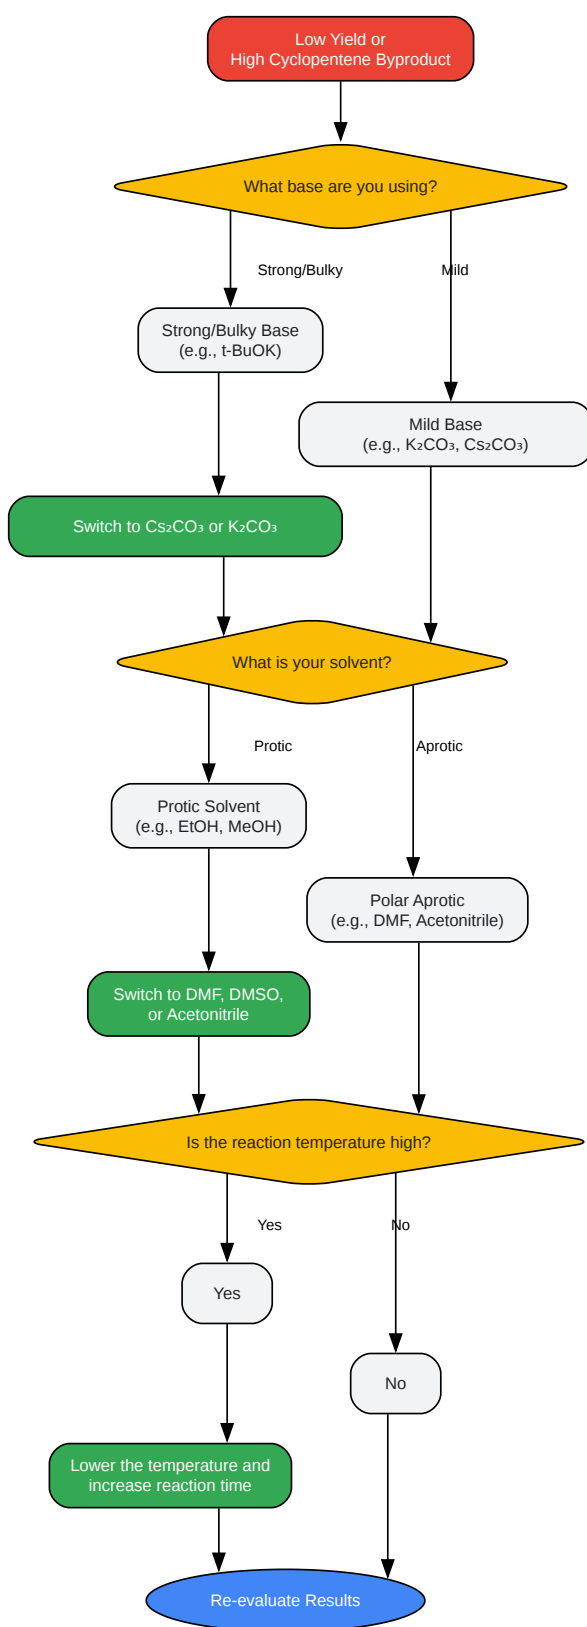 Low Yield or
High Cyclopentene Byproduct
What base are you using?
Strong/Bulky
Mild
Strong/Bulky Base
(e.g., t-BuOK)
Mild Base
(e.g., K₂CO₃, Cs₂CO₃)
Switch to Cs₂CO₃ or K₂CO₃
What is your solvent?
Protic
Aprotic
Protic Solvent
(e.g., EtOH, MeOH)
Polar Aprotic
(e.g., DMF, Acetonitrile)
Switch to DMF, DMSO,
or Acetonitrile
Is the reaction temperature high?
Yes
No
Yes
No
Lower the temperature and
increase reaction time
Re-evaluate Results